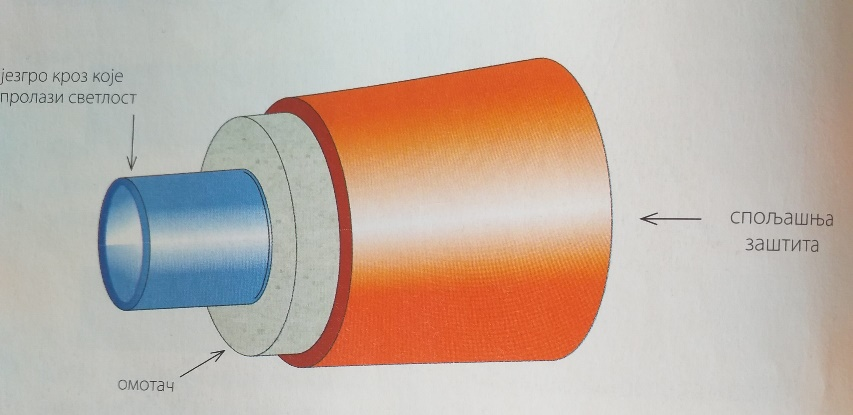 језгро кроз које
пролази светлост
спољашња
заштита
омотач